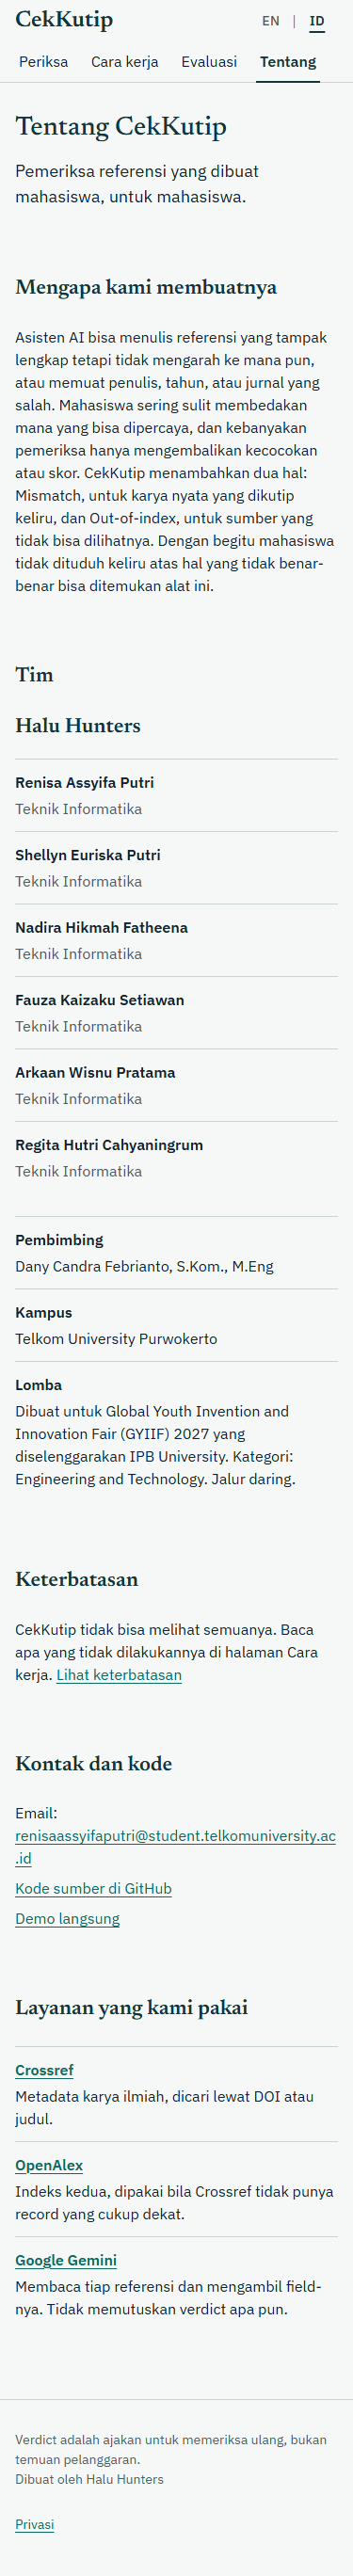 CekKutip
EN | ID
Periksa Cara kerja Evaluasi Tentang
Tentang CekKutip
Pemeriksa referensi yang dibuat
mahasiswa, untuk mahasiswa.
Mengapa kami membuatnya
Asisten AI bisa menulis referensi yang tampak
lengkap tetapi tidak mengarah ke mana pun,
atau memuat penulis, tahun, atau jurnal yang
salah. Mahasiswa sering sulit membedakan
mana yang bisa dipercaya, dan kebanyakan
pemeriksa hanya mengembalikan kecocokan
atau skor. CekKutip menambahkan dua hal:
Mismatch, untuk karya nyata yang dikutip
keliru, dan Out-of-index, untuk sumber yang
tidak bisa dilihatnya. Dengan begitu mahasiswa
tidak dituduh keliru atas hal yang tidak benar-
benar bisa ditemukan alat ini.
Tim
Halu Hunters
Renisa Assyifa Putri
Teknik Informatika
Shellyn Euriska Putri
Teknik Informatika
Nadira Hikmah Fatheena
Teknik Informatika
Fauza Kaizaku Setiawan
Teknik Informatika
Arkaan Wisnu Pratama
Teknik Informatika
Regita Hutri Cahyaningrum
Teknik Informatika
Pembimbing
Dany Candra Febrianto, S.Kom., M.Eng
Kampus
Telkom University Purwokerto
Lomba
Dibuat untuk Global Youth Invention and
Innovation Fair (GYIIF) 2027 yang
diselenggarakan IPB University. Kategori:
Engineering and Technology. Jalur daring.
Keterbatasan
CekKutip tidak bisa melihat semuanya. Baca
apa yang tidak dilakukannya di halaman Cara
kerja. Lihat keterbatasan
Kontak dan kode
Email:
renisaassyifaputri@student.telkomuniversity.ac
.id
Kode sumber di GitHub
Demo langsung
Layanan yang kami pakai
Crossref
Metadata karya ilmiah, dicari lewat DOI atau
judul.
OpenAlex
Indeks kedua, dipakai bila Crossref tidak punya
record yang cukup dekat.
Google Gemini
Membaca tiap referensi dan mengambil field-
nya. Tidak memutuskan verdict apa pun.
Verdict adalah ajakan untuk memeriksa ulang, bukan
temuan pelanggaran.
Dibuat oleh Halu Hunters
Privasi